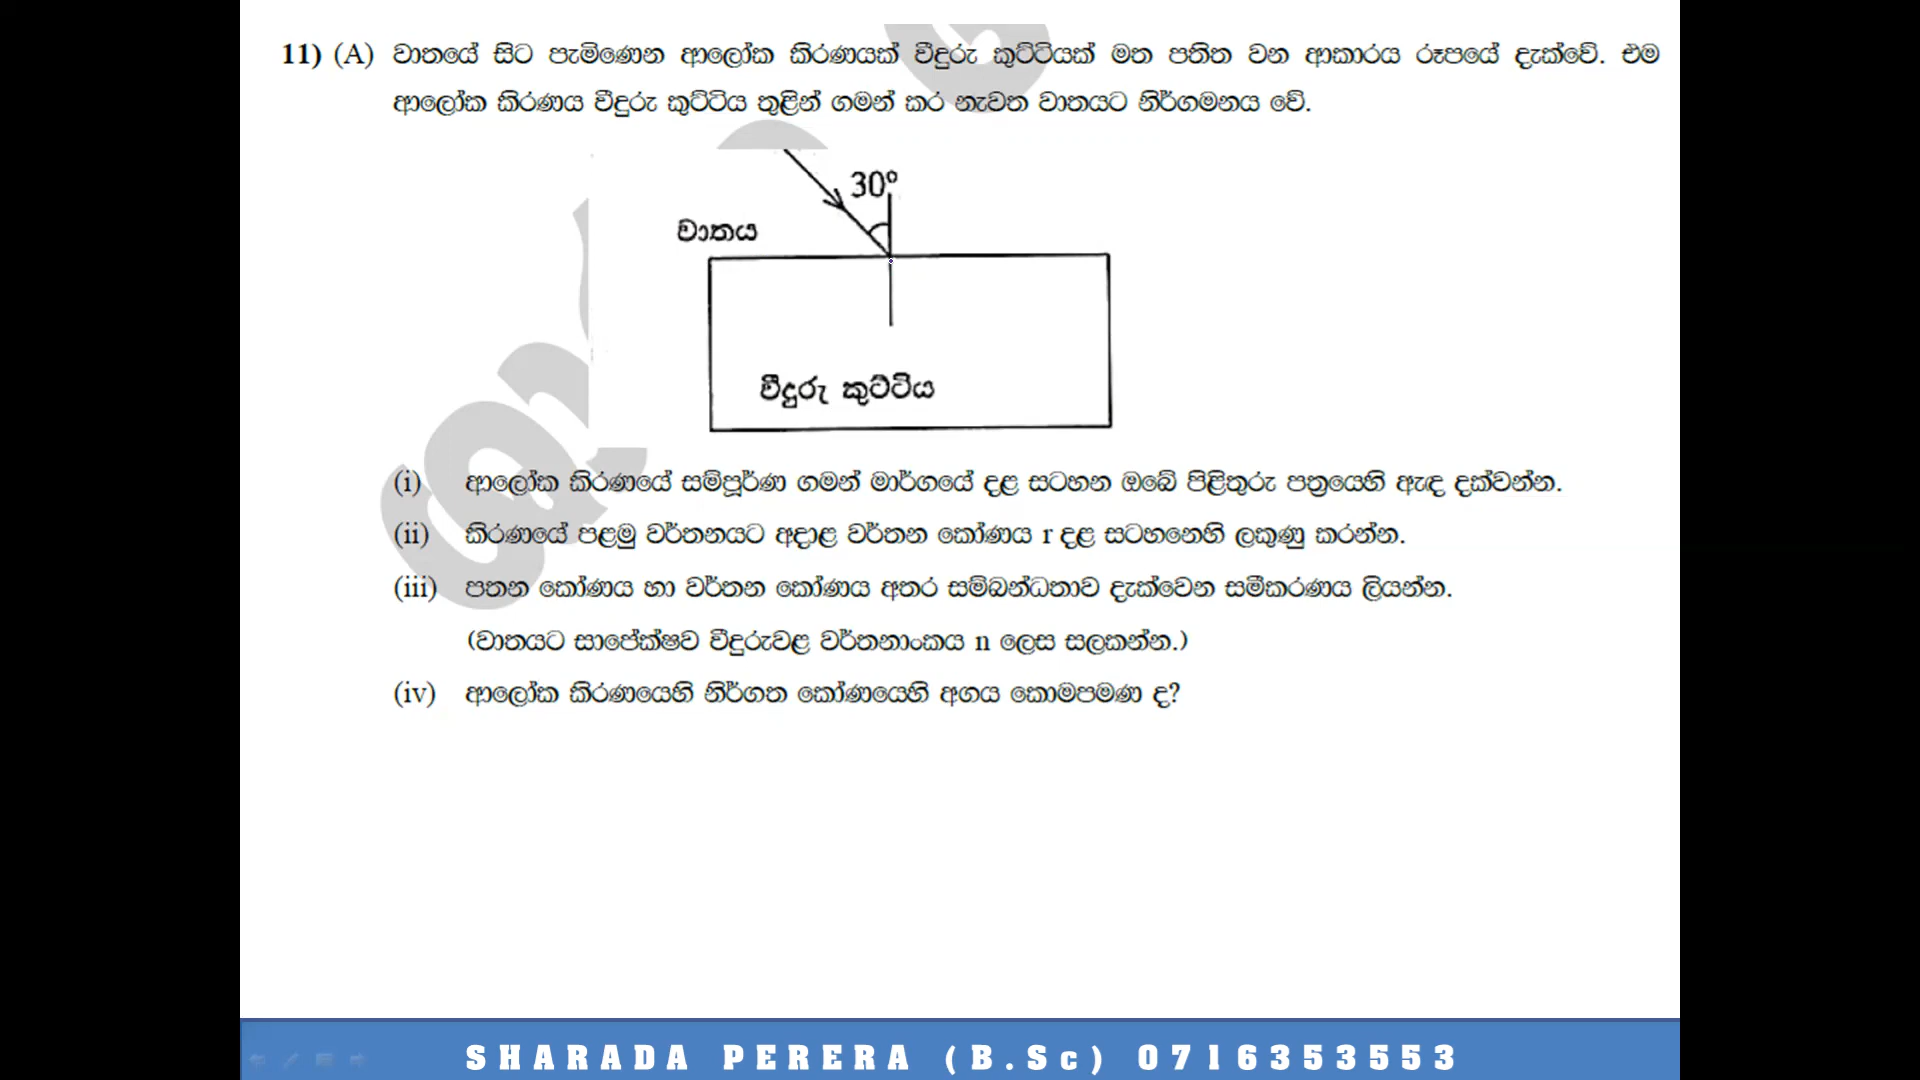 11) (A) වාතයේ සිට පැමිණෙන ආලෝක කිරණයක් වීදුරු කුට්ටියක් මත පතිත වන ආකාරය රූපයේ දැක්වේ. එම
ආලෝක කිරණය වීදුරු කුට්ටිය තුළින් ගමන් කර නැවත වාතයට නිර්ගමනය වේ.
30°
වාතය
වීදුරු කුට්ටිය
(i) ආලෝක කිරණයේ සම්පූර්ණ ගමන් මාර්ගයේ දළ සටහන ඔබේ පිළිතුරු පත්‍රයෙහි ඇඳ දක්වන්න.
(ii) කිරණයේ පළමු වර්තනයට අදාළ වර්තන කෝණය r දළ සටහනෙහි ලකුණු කරන්න.
(iii) පතන කෝණය හා වර්තන කෝණය අතර සම්බන්ධතාව දැක්වෙන සමීකරණය ලියන්න.
(වාතයට සාපේක්ෂව වීදුරුවළ වර්තනාංකය n ලෙස සලකන්න.)
(iv) ආලෝක කිරණයෙහි නිර්ගත කෝණයෙහි අගය කොමපමණ ද?
SHARADA PERERA (B.Sc) 0716353553